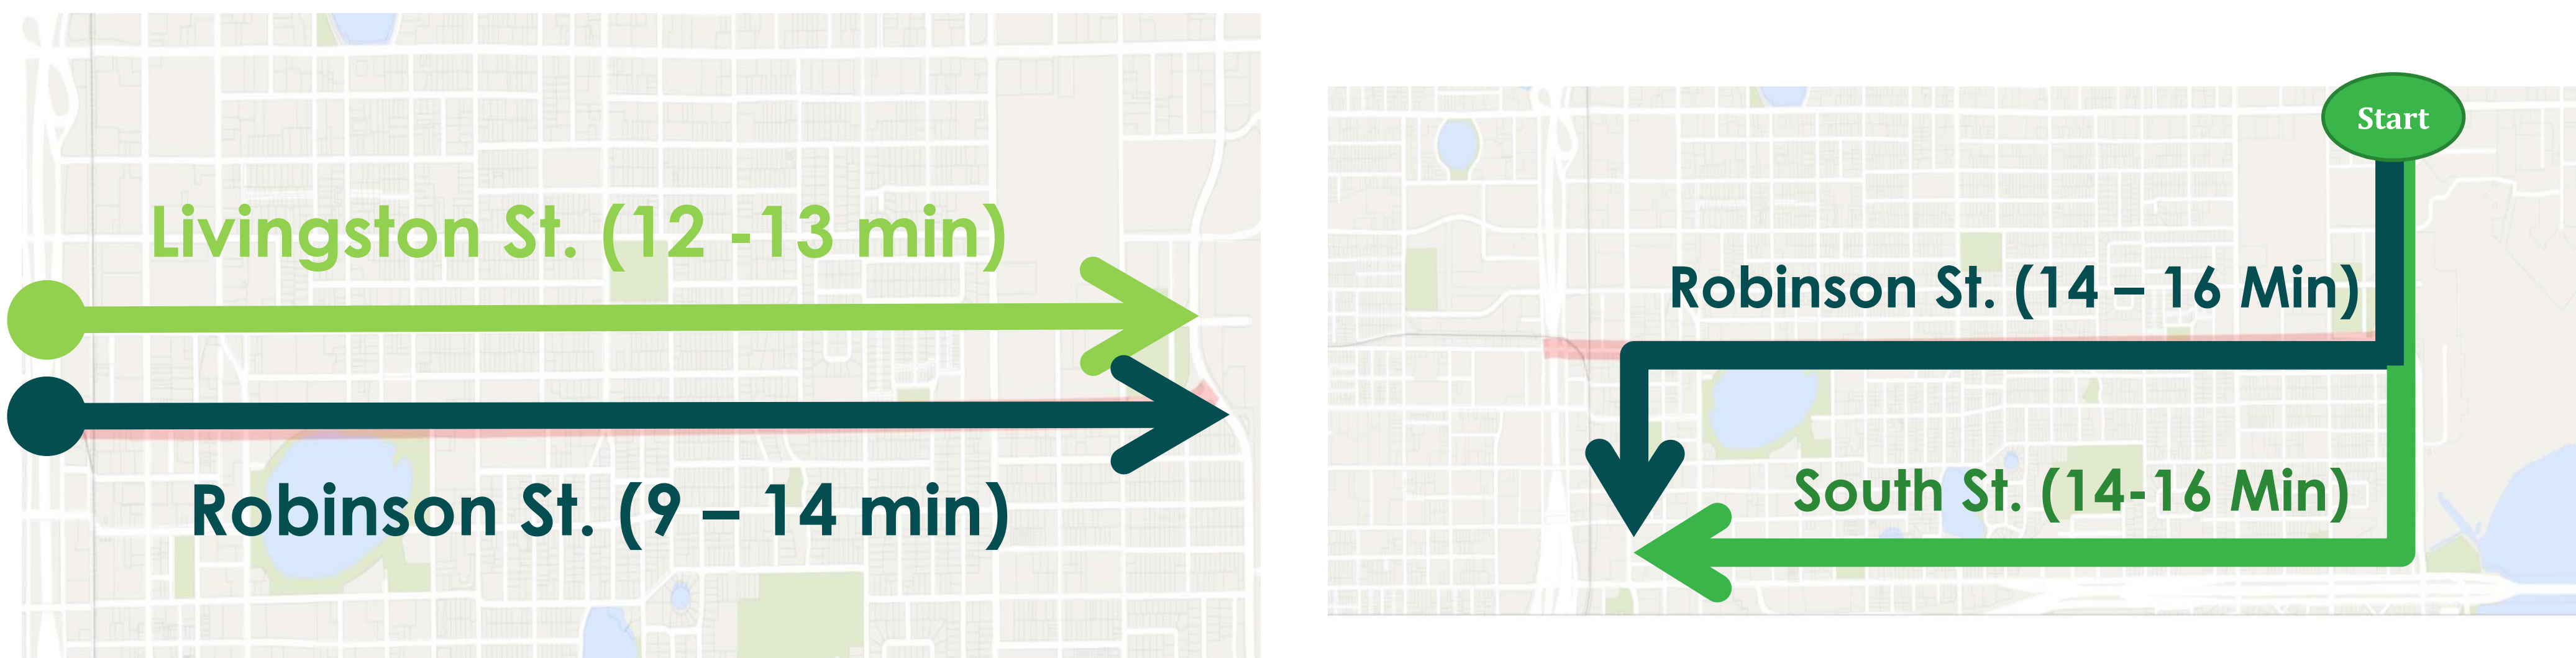 Livingston St. (12 -13 min)
Robinson St. (9 – 14 min)
Start
Robinson St. (14 – 16 Min)
South St. (14-16 Min)